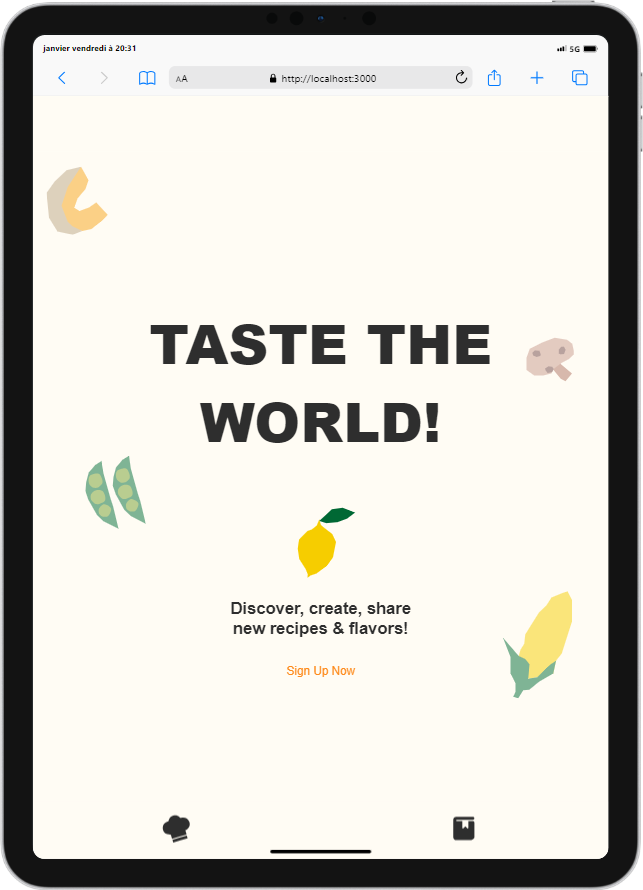 janvier vendredi à 20:31
5G
AA
http://localhost:3000
TASTE THE
WORLD!
Discover, create, share
new recipes & flavors!
Sign Up Now